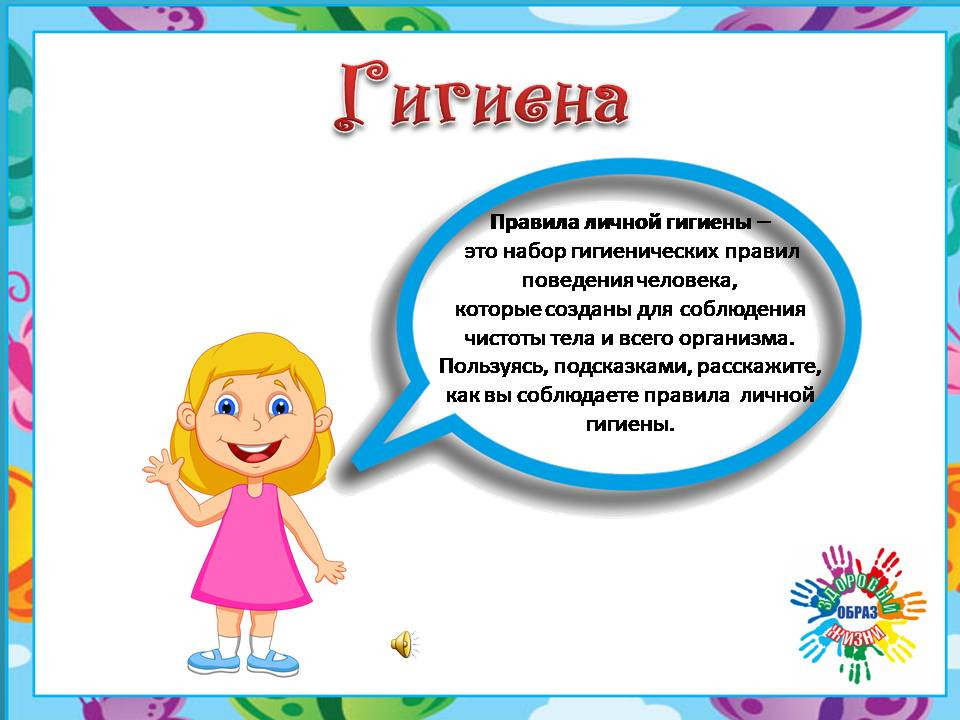 Гигиена
Правила личной гигиены –
это набор гигиенических правил
поведения человека,
которые созданы для соблюдения
чистоты тела и всего организма.
Пользуясь, подсказками, расскажите,
как вы соблюдаете правила личной
гигиены.
ЗДОРОВЫЙ
ОБРАЗ
ЖИЗНИ